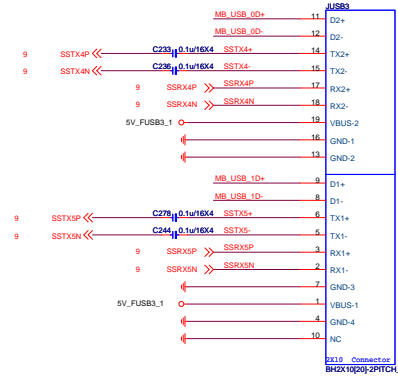 JUSB3
MB_USB_0D+ 11 D2+
MB_USB_0D- 12 D2-
9 SSTX4P C233 0.1u/16X4 SSTX4+ 14 TX2+
9 SSTX4N C236 0.1u/16X4 SSTX4- 15 TX2-
9 SSRX4P SSRX4P 17 RX2+
9 SSRX4N SSRX4N 18 RX2-
5V_FUSB3_1 19 VBUS-2
16 GND-1
13 GND-2
MB_USB_1D+ 9 D1+
MB_USB_1D- 8 D1-
9 SSTX5P C278 0.1u/16X4 SSTX5+ 6 TX1+
9 SSTX5N C244 0.1u/16X4 SSTX5- 5 TX1-
9 SSRX5P SSRX5P 3 RX1+
9 SSRX5N SSRX5N 2 RX1-
7 GND-3
5V_FUSB3_1 1 VBUS-1
4 GND-4
10 NC
2X10 Connector
BH2X10[20]-2PITCH_